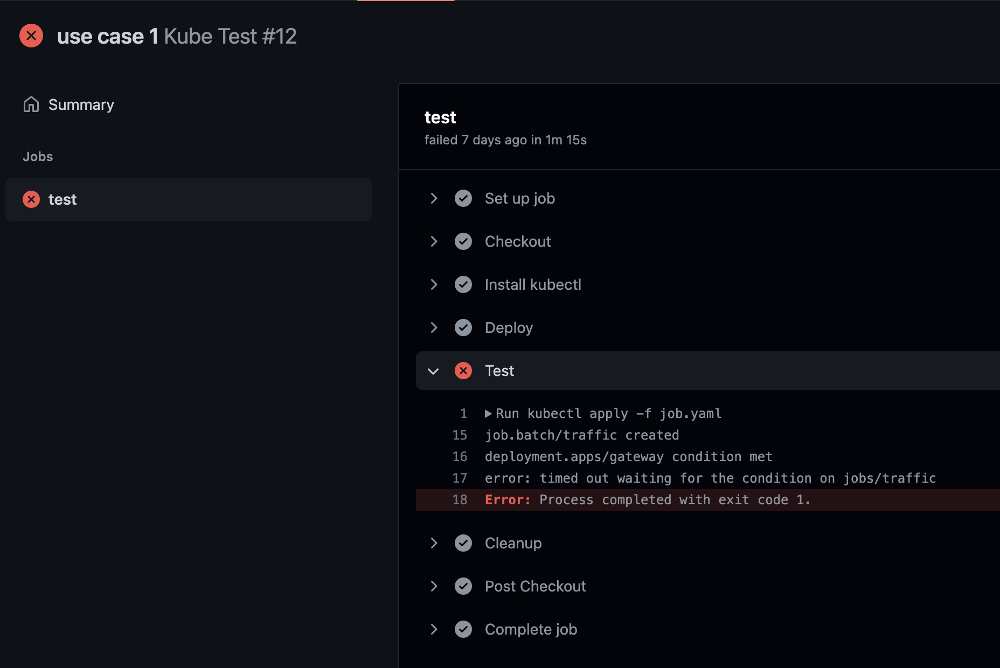 use case 1 Kube Test #12
Summary
Jobs
test
test
failed 7 days ago in 1m 15s
Set up job
Checkout
Install kubectl
Deploy
Test
1 Run kubectl apply -f job.yaml
15 job.batch/traffic created
16 deployment.apps/gateway condition met
17 error: timed out waiting for the condition on jobs/traffic
18 Error: Process completed with exit code 1.
Cleanup
Post Checkout
Complete job